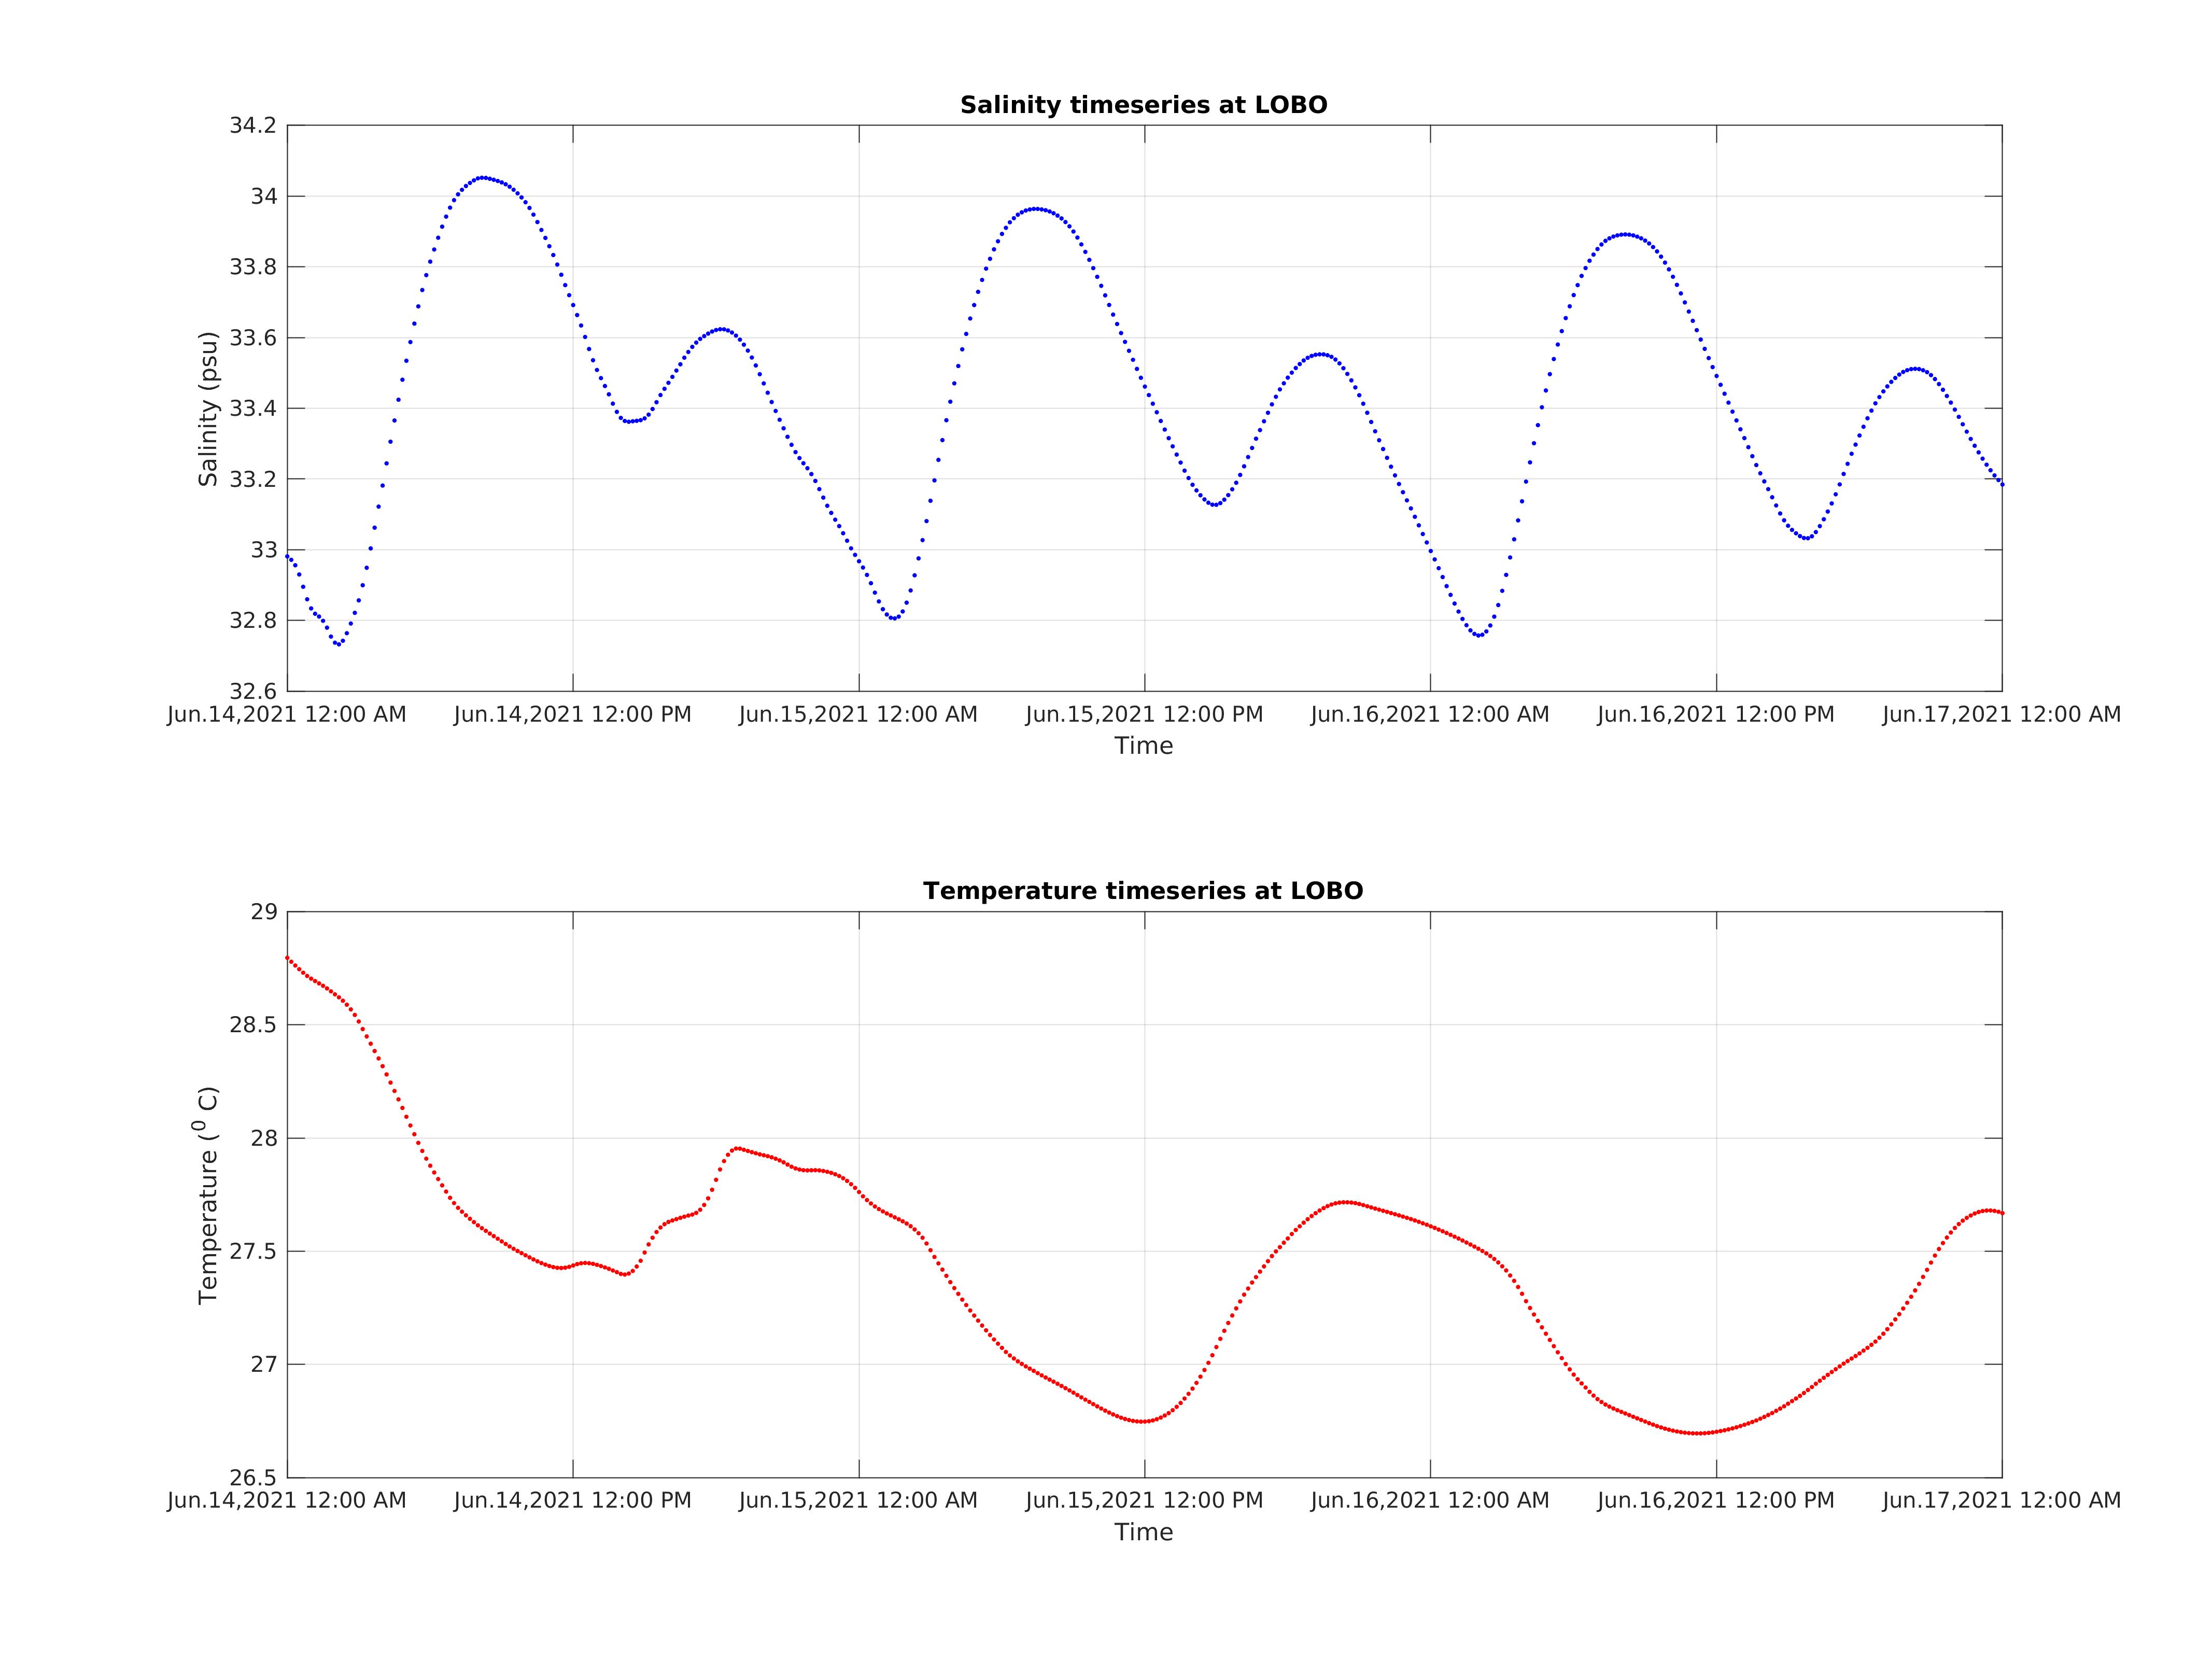 Salinity timeseries at LOBO
34.2
34
33.8
33.6
33.4
33.2
33
32.8
32.6
Salinity (psu)
Jun.14,2021 12:00 AM Jun.14,2021 12:00 PM Jun.15,2021 12:00 AM Jun.15,2021 12:00 PM Jun.16,2021 12:00 AM Jun.16,2021 12:00 PM Jun.17,2021 12:00 AM
Time
Temperature timeseries at LOBO
29
28.5
28
27.5
27
26.5
Temperature (⁰ C)
Jun.14,2021 12:00 AM Jun.14,2021 12:00 PM Jun.15,2021 12:00 AM Jun.15,2021 12:00 PM Jun.16,2021 12:00 AM Jun.16,2021 12:00 PM Jun.17,2021 12:00 AM
Time